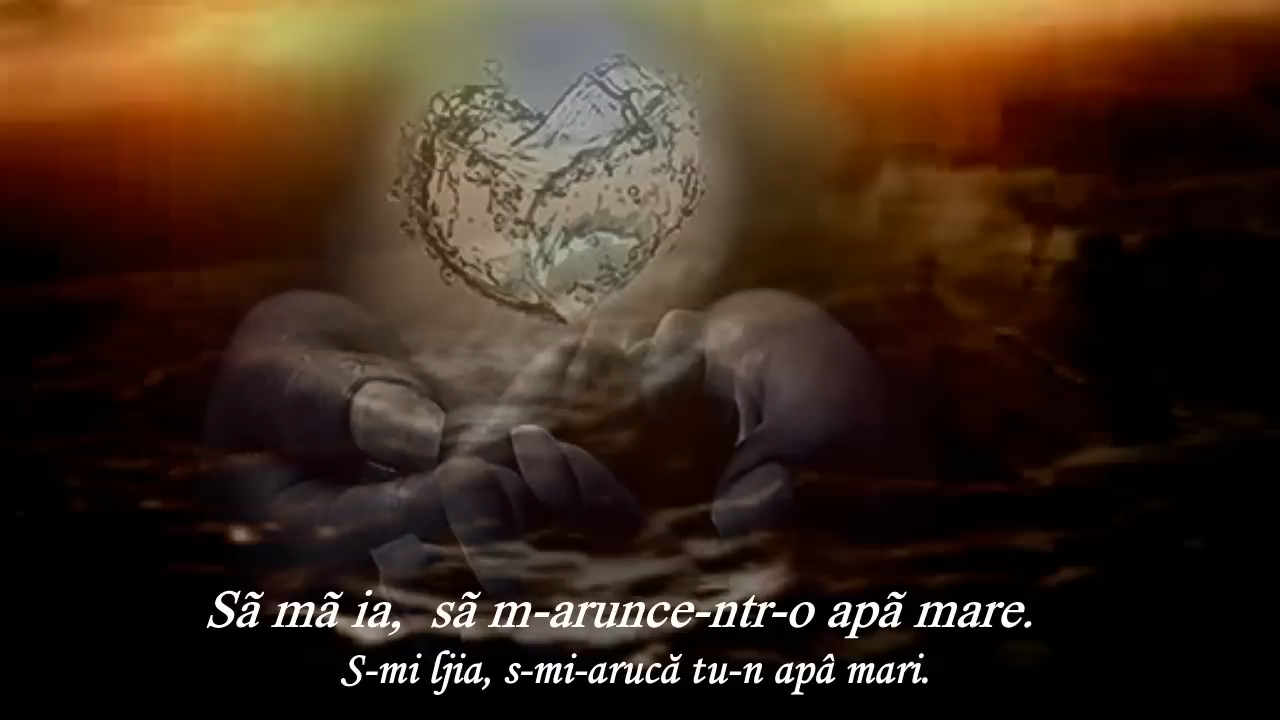 Sã mã ia, sã m-arunce-ntr-o apã mare.
S-mi ljia, s-mi-arucă tu-n apâ mari.